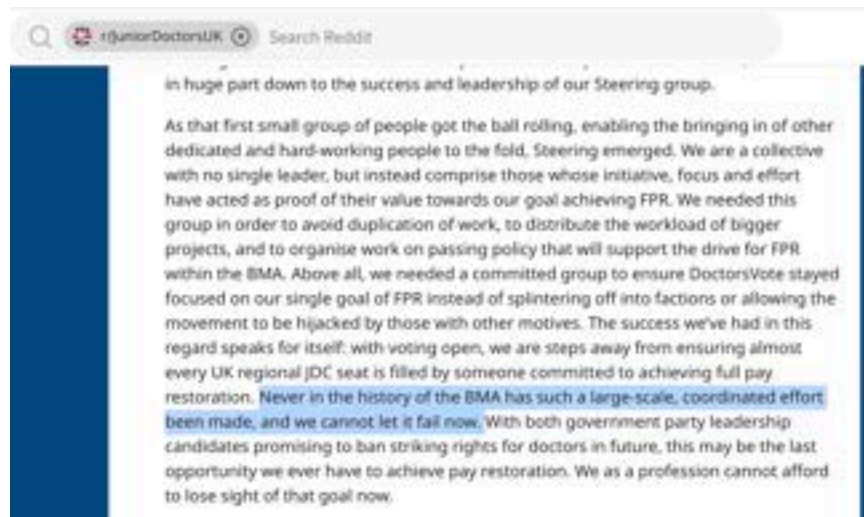 r/JuniorDoctorsUK Search Reddit
in huge part down to the success and leadership of our Steering group.
As that first small group of people got the ball rolling, enabling the bringing in of other
dedicated and hard-working people to the fold, Steering emerged. We are a collective
with no single leader, but instead comprise those whose initiative, focus and effort
have acted as proof of their value towards our goal achieving FPR. We needed this
group in order to avoid duplication of work, to distribute the workload of bigger
projects, and to organise work on passing policy that will support the drive for FPR
within the BMA. Above all, we needed a committed group to ensure DoctorsVote stayed
focused on our single goal of FPR instead of splintering off into factions or allowing the
movement to be hijacked by those with other motives. The success we've had in this
regard speaks for itself: with voting open, we are steps away from ensuring almost
every UK regional JDC seat is filled by someone committed to achieving full pay
restoration. Never in the history of the BMA has such a large-scale, coordinated effort
been made, and we cannot let it fail now. With both government party leadership
candidates promising to ban striking rights for doctors in future, this may be the last
opportunity we ever have to achieve pay restoration. We as a profession cannot afford
to lose sight of that goal now.